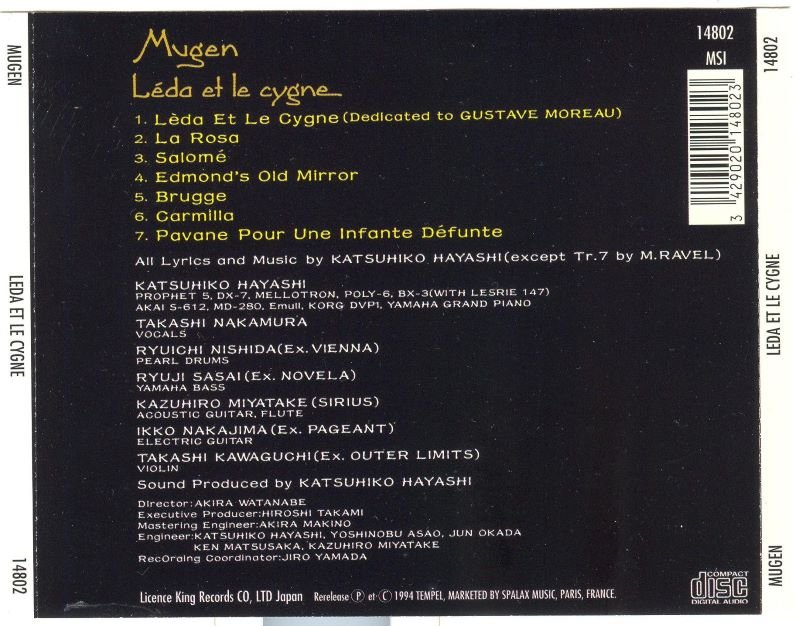 Mugen
Léda et le cygne
1. Lèda Et Le Cygne (Dedicated to GUSTAVE MOREAU)
2. La Rosa
3. Salomé
4. Edmond's Old Mirror
5. Brugge
6. Carmilla
7. Pavane Pour Une Infante Défunte
All Lyrics and Music by KATSUHIKO HAYASHI (except Tr.7 by M.RAVEL)
KATSUHIKO HAYASHI
PROPHET 5, DX-7, MELLOTRON, POLY-6, BX-3(WITH LESRIE 147)
AKAI S-612, MD-280, EmuII, KORG DVP1, YAMAHA GRAND PIANO
TAKASHI NAKAMURA
VOCALS
RYUICHI NISHIDA (Ex. VIENNA)
PEARL DRUMS
RYUJI SASAI (Ex. NOVELA)
YAMAHA BASS
KAZUHIRO MIYATAKE (SIRIUS)
ACOUSTIC GUITAR, FLUTE
IKKO NAKAJIMA (Ex. PAGEANT)
ELECTRIC GUITAR
TAKASHI KAWAGUCHI (Ex. OUTER LIMITS)
VIOLIN
Sound Produced by KATSUHIKO HAYASHI
Director:AKIRA WATANABE
Executive Producer:HIROSHI TAKAMI
Mastering Engineer:AKIRA MAKINO
Engineer:KATSUHIKO HAYASHI, YOSHINOBU ASAO, JUN OKADA
KEN MATSUSAKA, KAZUHIRO MIYATAKE
RecOrding Coordinator:JIRO YAMADA
Licence King Records CO, LTD Japan Rerelease Ⓟ et © 1994 TEMPEL, MARKETED BY SPALAX MUSIC, PARIS, FRANCE.
14802
MSI
3 429020 148023
COMPACT
disc
DIGITAL AUDIO
MUGEN
LEDA ET LE CYGNE
14802
14802
LEDA ET LE CYGNE
MUGEN